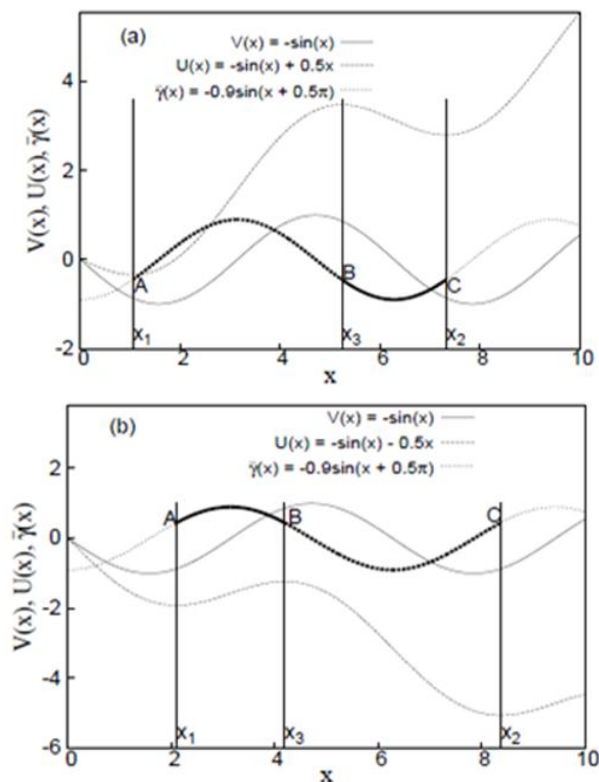 (a)
V(x) = -sin(x)
U(x) = -sin(x) + 0.5x
γ̃(x) = -0.9sin(x + 0.5π)
V(x), U(x), γ̃(x)
4
2
0
-2
A
B
C
x₁
x₃
x₂
0
2
4
6
8
10
x
(b)
V(x) = -sin(x)
U(x) = -sin(x) - 0.5x
γ̃(x) = -0.9sin(x + 0.5π)
V(x), U(x), γ̃(x)
2
0
-2
-4
-6
A
B
C
x₁
x₃
x₂
0
2
4
6
8
10
x